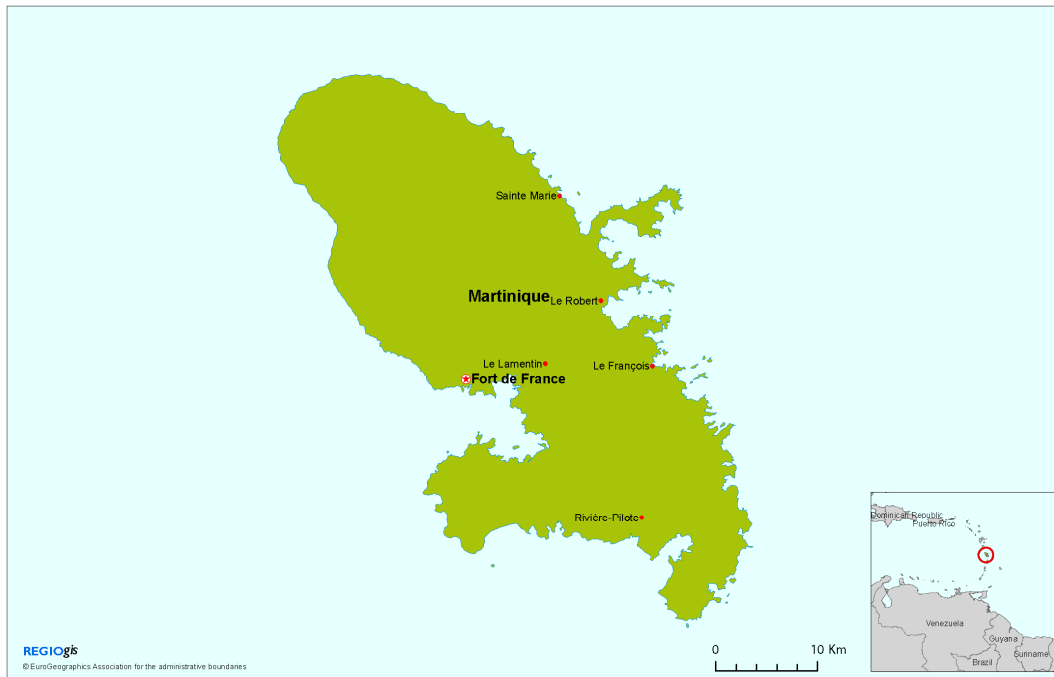 Sainte Marie
Martinique
Le Robert
Le Lamentin
Le François
Fort de France
Rivière-Pilote
Dominican Republic
Puerto Rico
Venezuela
Guyana
Suriname
Brazil
REGIOgis
© EuroGeographics Association for the administrative boundaries
0 10 Km